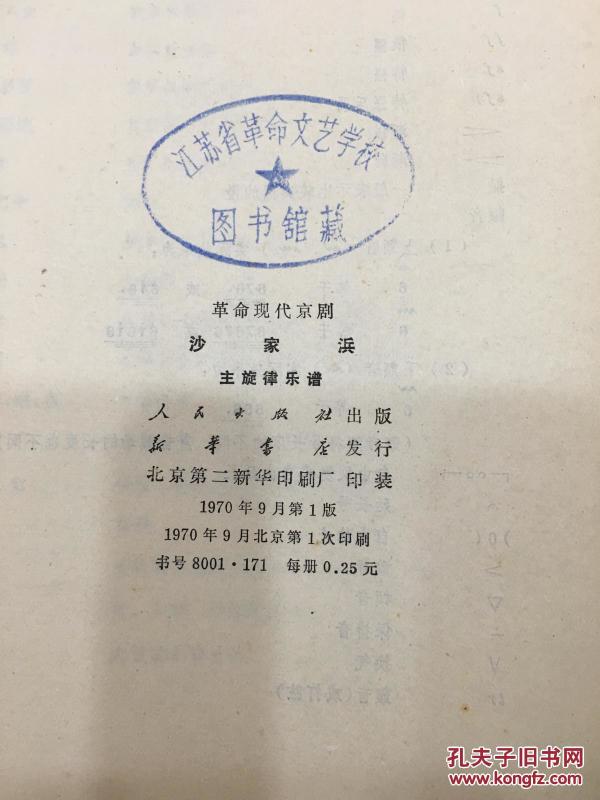 江苏省革命文艺学校
图书馆藏
革命现代京剧
沙家浜
主旋律乐谱
人民出版社出版
新华书店发行
北京第二新华印刷厂印装
1970年9月第1版
1970年9月北京第1次印刷
书号8001·171 每册0.25元
孔夫子旧书网
www.kongfz.com